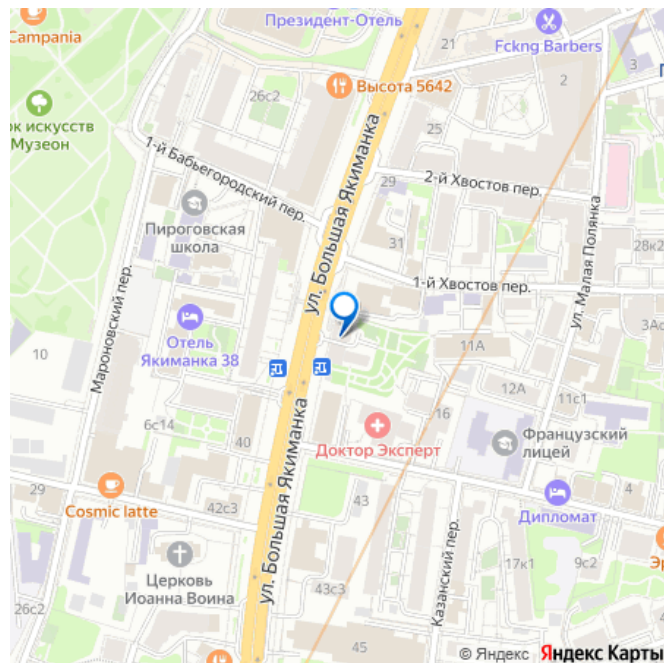 Campania
Президент-Отель
21
Fckng Barbers
3
26с2
Высота 5642
2
ок искусств
Музеон
25
1-й Бабьегородский пер.
ул. Большая Якиманка
29
2-й Хвостов пер.
Пироговская
школа
31
28к2
1-й Хвостов пер.
ул. Малая Полянка
Мароновский пер.
Отель
Якиманка 38
3Ас
10
11А
12А
11с1
6с14
40
16
Французский
лицей
Доктор Эксперт
ул. Большая Якиманка
29
Cosmic latte
42с3
43
4
Дипломат
Казанский пер.
Церковь
Иоанна Воина
17к1
9с2
Эр
43с3
26с2
45
© Яндекс Яндекс Карты